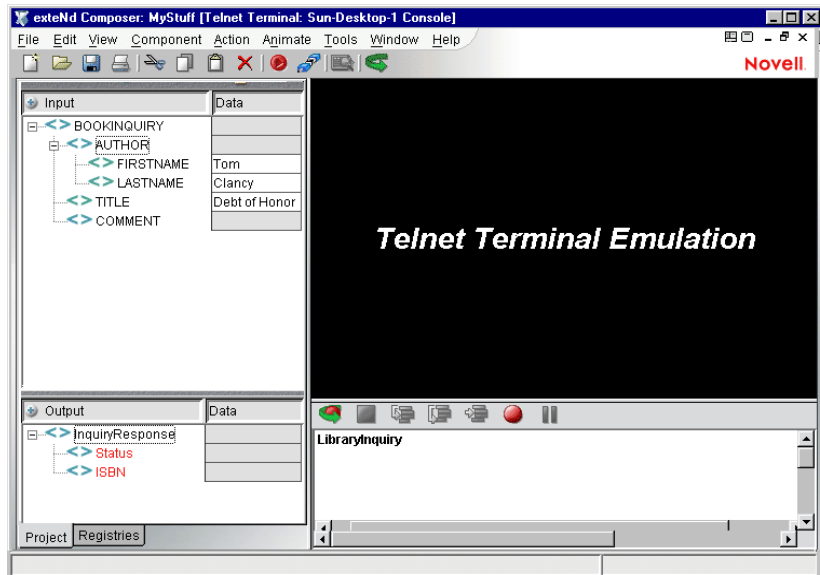 exteNd Composer: MyStuff [Telnet Terminal: Sun-Desktop-1 Console]
File Edit View Component Action Animate Tools Window Help
Novell.
Input Data
BOOKINQUIRY
AUTHOR
FIRSTNAME Tom
LASTNAME Clancy
TITLE Debt of Honor
COMMENT
Telnet Terminal Emulation
Output Data
InquiryResponse
Status
ISBN
LibraryInquiry
Project Registries